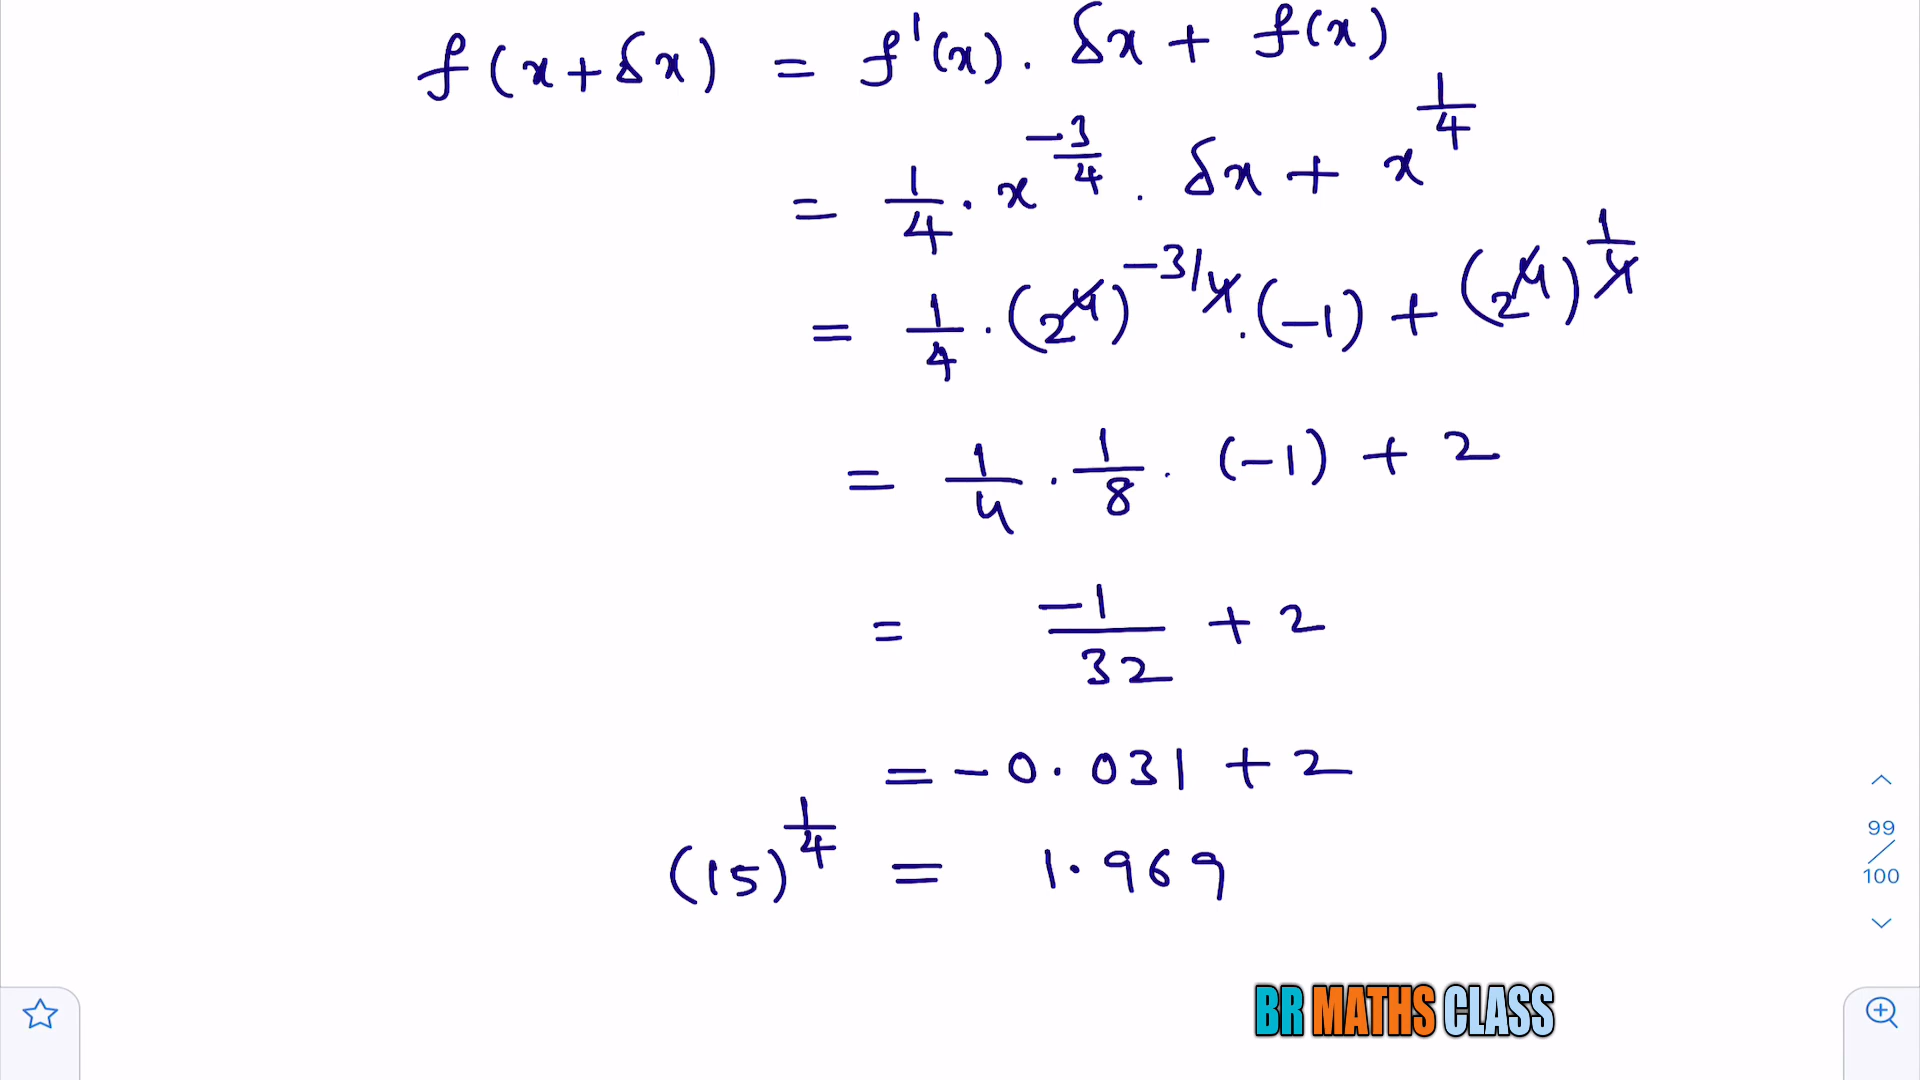 f(x+δx) = f'(x). δx + f(x)
= 1/4 . x^(-3/4) . δx + x^(1/4)
= 1/4 . (2^4)^(-3/4) . (-1) + (2^4)^(1/4)
= 1/4 . 1/8 . (-1) + 2
= -1/32 + 2
= -0.031 + 2
(15)^(1/4) = 1.969
99/100
BR MATHS CLASS